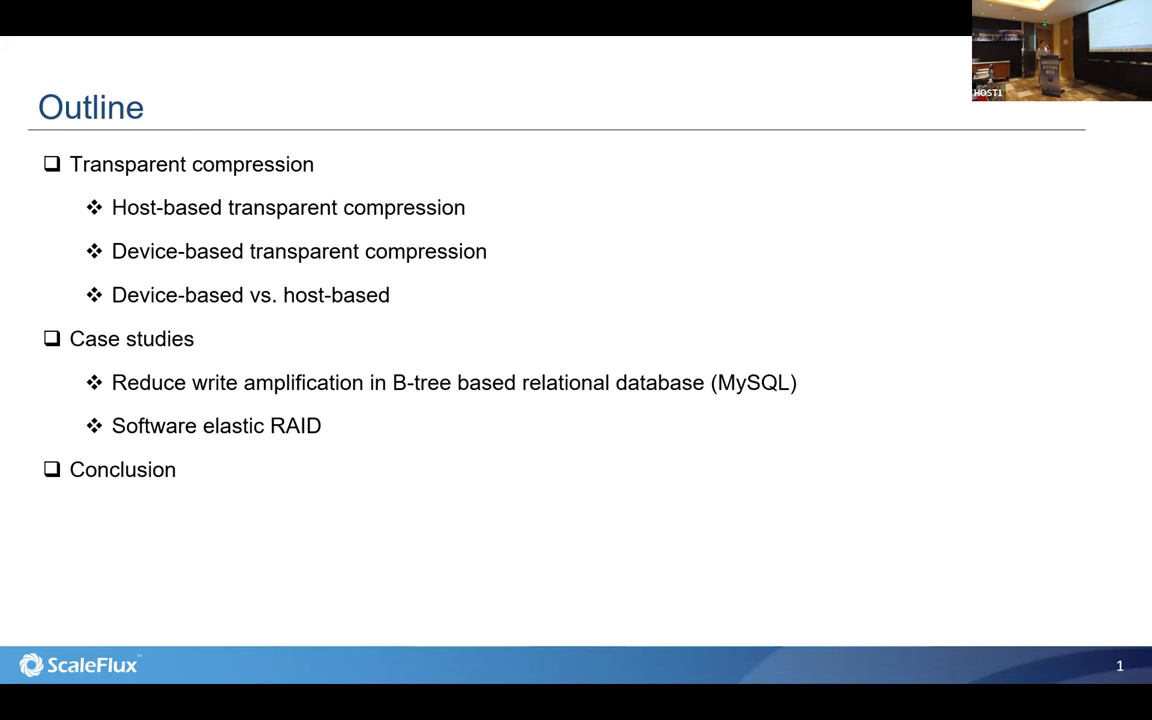 Outline
Transparent compression
Host-based transparent compression
Device-based transparent compression
Device-based vs. host-based
Case studies
Reduce write amplification in B-tree based relational database (MySQL)
Software elastic RAID
Conclusion
ScaleFlux
1
HOST1